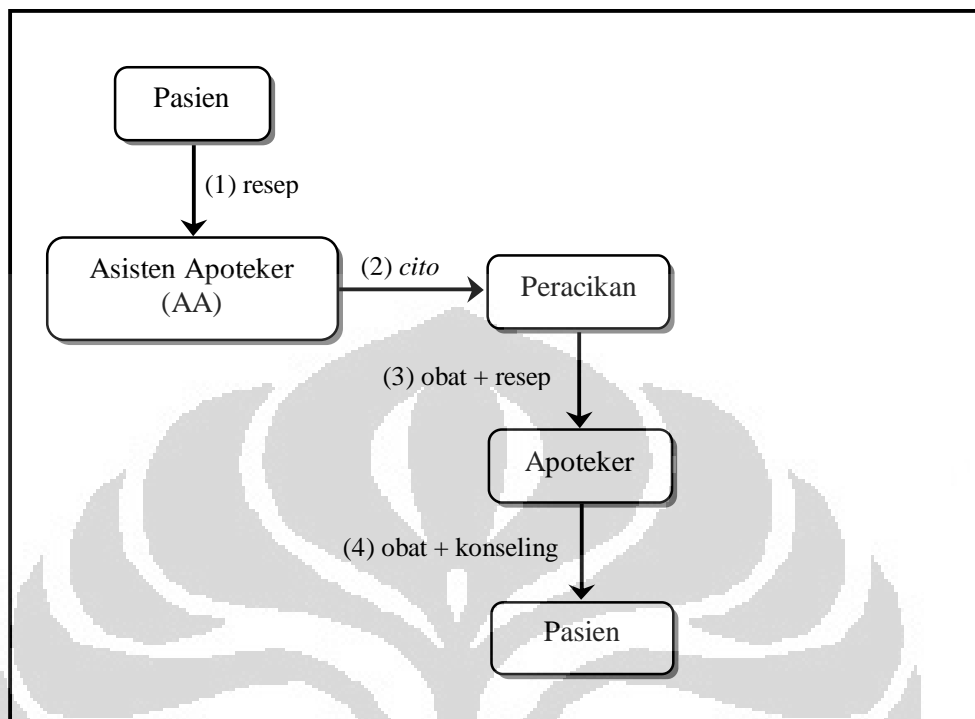 Pasien
(1) resep
Asisten Apoteker
(AA)
(2) cito
Peracikan
(3) obat + resep
Apoteker
(4) obat + konseling
Pasien